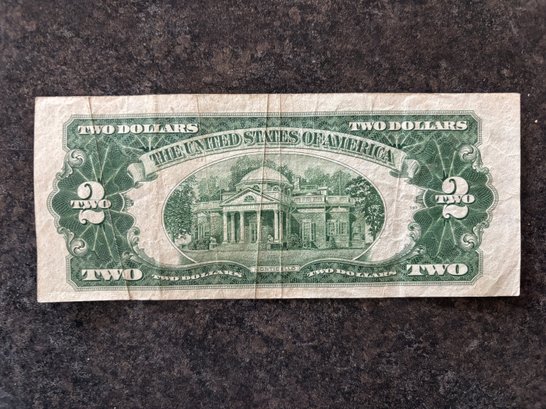 TWO DOLLARS TWO DOLLARS
THE UNITED STATES OF AMERICA
2 2
TWO TWO
MONTICELLO
TWO TWO DOLLARS TWO DOLLARS TWO